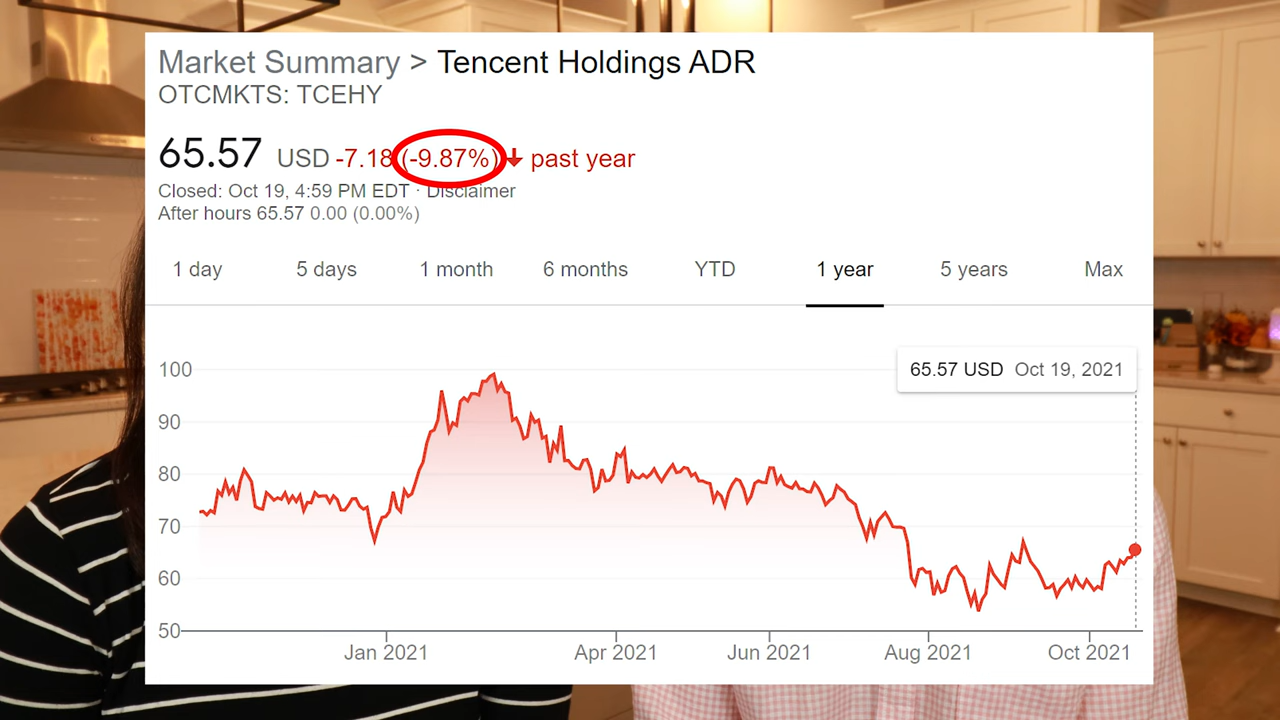 Market Summary > Tencent Holdings ADR
OTCMKTS: TCEHY
65.57 USD -7.18 (-9.87%) ↓ past year
Closed: Oct 19, 4:59 PM EDT · Disclaimer
After hours 65.57 0.00 (0.00%)
1 day 5 days 1 month 6 months YTD 1 year 5 years Max
65.57 USD Oct 19, 2021
100
90
80
70
60
50
Jan 2021 Apr 2021 Jun 2021 Aug 2021 Oct 2021